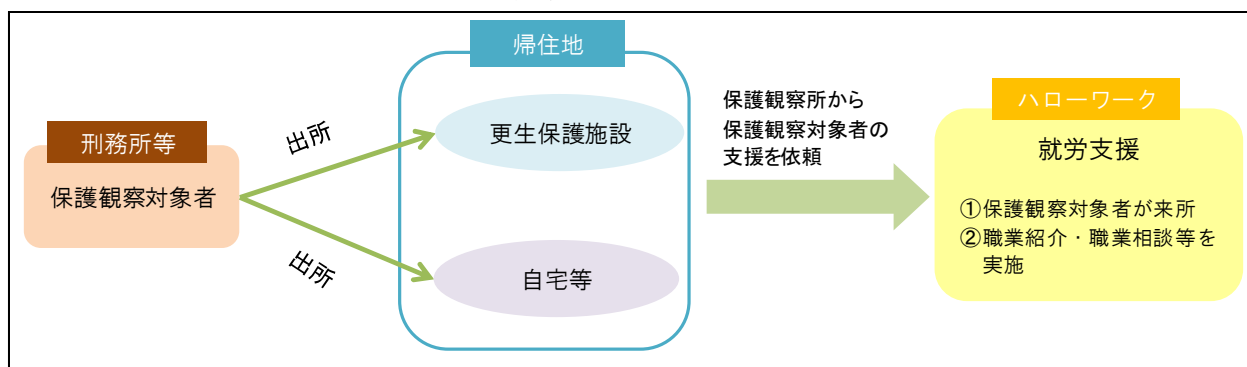 刑務所等
保護観察対象者
出所
出所
帰住地
更生保護施設
自宅等
保護観察所から
保護観察対象者の
支援を依頼
ハローワーク
就労支援
①保護観察対象者が来所
②職業紹介・職業相談等を
実施